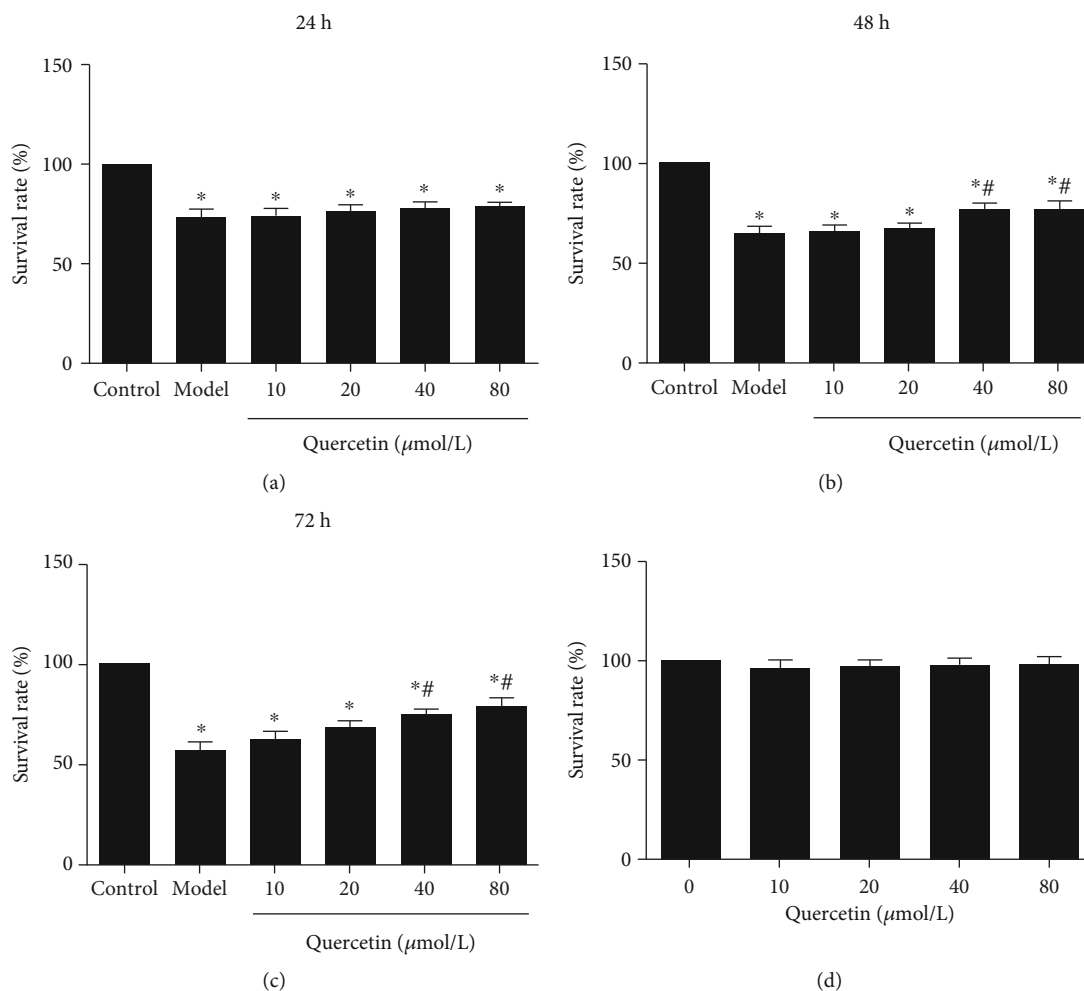 24 h
150
100
50
0
Survival rate (%)
* * * * *
Control Model 10 20 40 80
Quercetin (μmol/L)
(a)
48 h
150
100
50
0
Survival rate (%)
* * * *# *#
Control Model 10 20 40 80
Quercetin (μmol/L)
(b)
72 h
150
100
50
0
Survival rate (%)
* * * *# *#
Control Model 10 20 40 80
Quercetin (μmol/L)
(c)
150
100
50
0
Survival rate (%)
0 10 20 40 80
Quercetin (μmol/L)
(d)